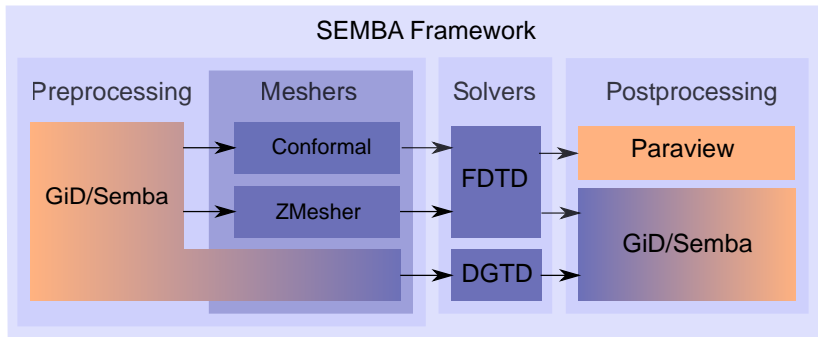 SEMBA Framework
Preprocessing
Meshers
Solvers
Postprocessing
GiD/Semba
Conformal
ZMesher
FDTD
DGTD
Paraview
GiD/Semba